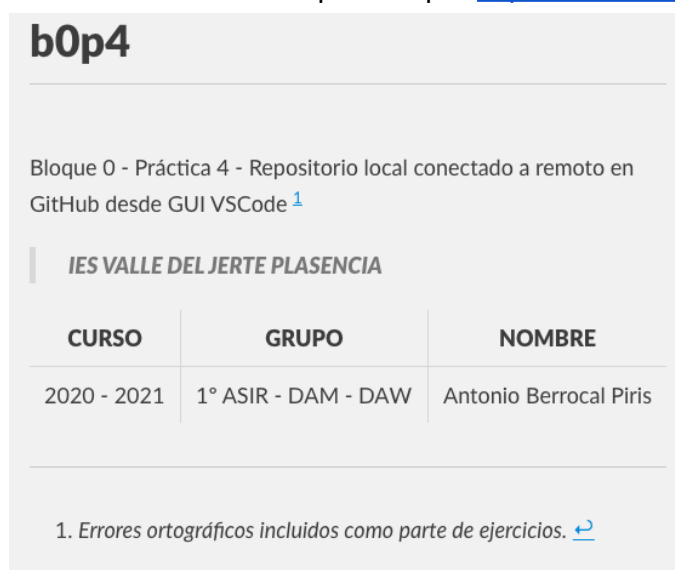 b0p4
Bloque 0 - Práctica 4 - Repositorio local conectado a remoto en
GitHub desde GUI VSCode 1
IES VALLE DEL JERTE PLASENCIA
CURSO GRUPO NOMBRE
2020 - 2021 1º ASIR - DAM - DAW Antonio Berrocal Piris
1. Errores ortográficos incluidos como parte de ejercicios. ↩